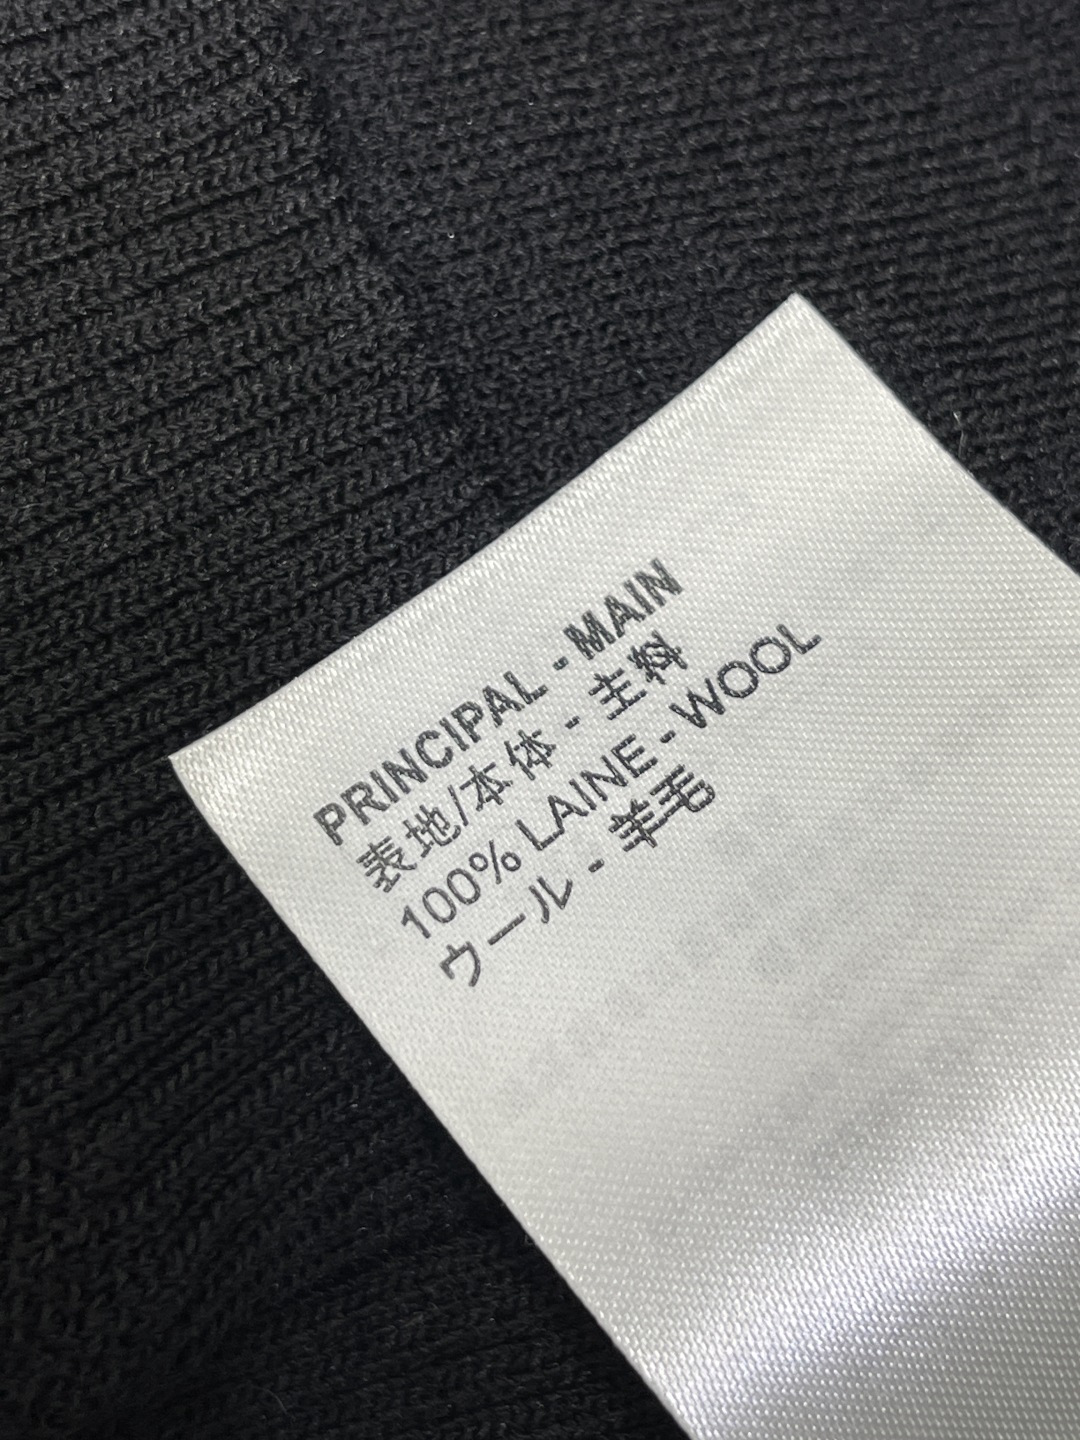 PRINCIPAL - MAIN
表地/本体 - 主料
100% LAINE - WOOL
ウール - 羊毛